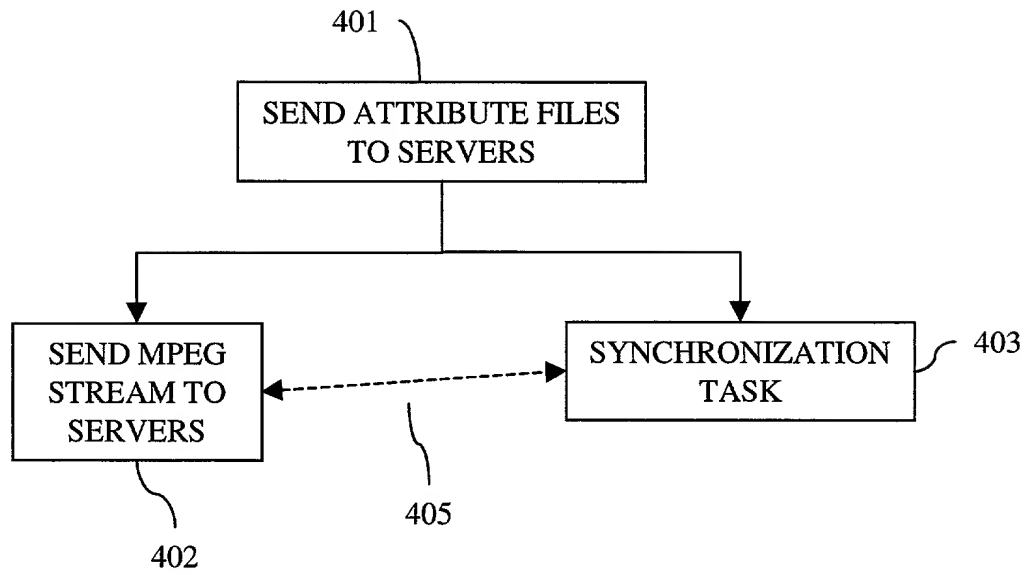 401
SEND ATTRIBUTE FILES
TO SERVERS
SEND MPEG
STREAM TO
SERVERS
SYNCHRONIZATION
TASK
403
405
402